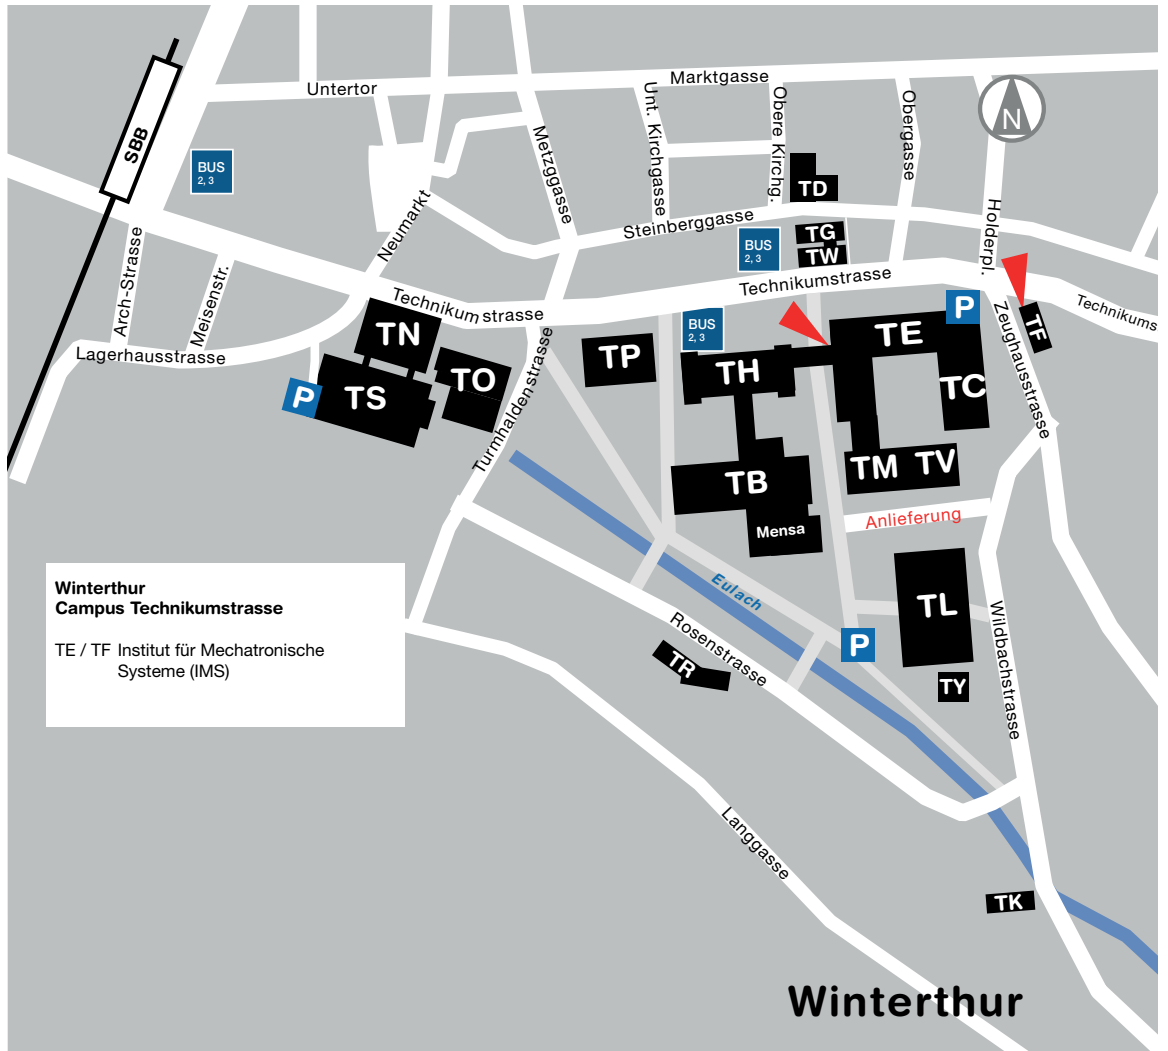 Marktgasse
Untertor
SBB
BUS
2, 3
Metzggasse
Unt. Kirchgasse
Obere Kirchg.
Obergasse
N
TD
Neumarkt
Steinberggasse
Holderpl.
Arch-Strasse
Meisenstr.
BUS
2, 3
TG
TW
Technikumstrasse
Technikumstrasse
Technikums
Lagerhausstrasse
TN
TO
TS
P
Turmhaldenstrasse
TP
BUS
2, 3
TH
TE
P
TF
TC
Zeughausstrasse
TB
TM TV
Mensa
Anlieferung
Eulach
TL
P
TY
Wildbachstrasse
Rosenstrasse
TR
Winterthur
Campus Technikumstrasse
TE / TF Institut für Mechatronische
Systeme (IMS)
Langgasse
TK
Winterthur